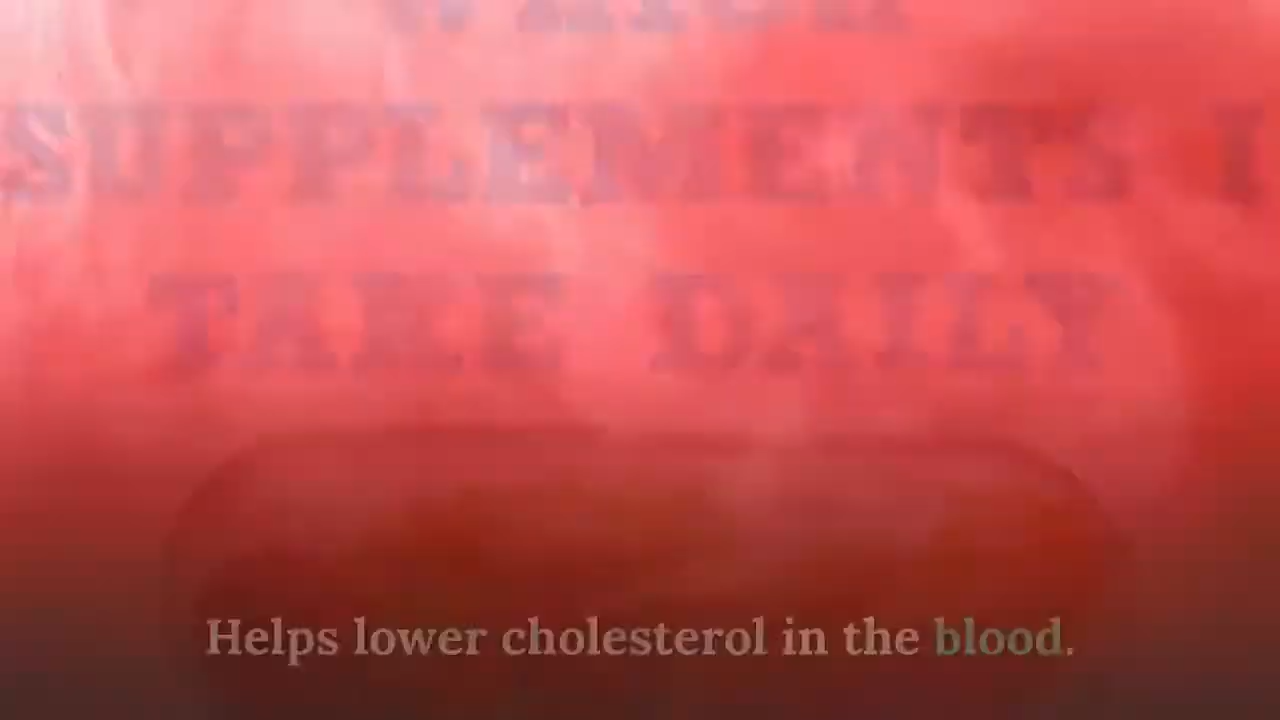 SUPPLEMENTS I
TAKE DAILY
Helps lower cholesterol in the blood.